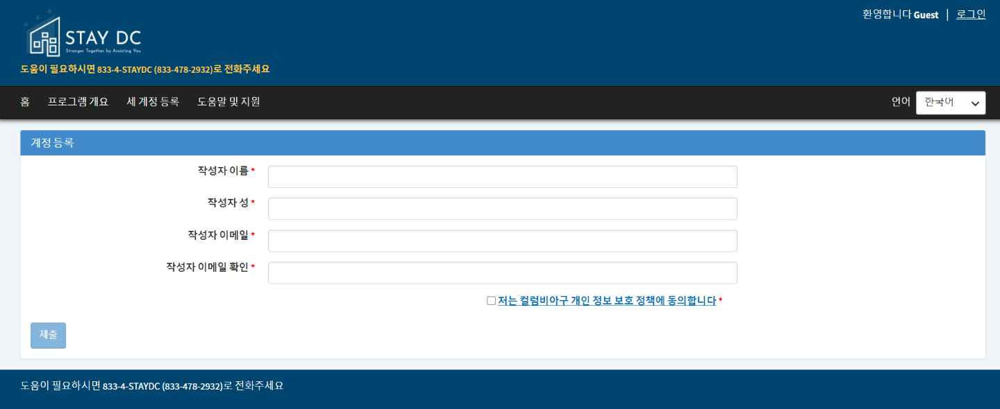 환영합니다 Guest | 로그인
STAY DC
Stronger Together by Assisting You
도움이 필요하시면 833-4-STAYDC (833-478-2932)로 전화주세요
홈 프로그램 개요 세 계정 등록 도움말 및 지원 언어 한국어
계정 등록
작성자 이름 *
작성자 성 *
작성자 이메일 *
작성자 이메일 확인 *
저는 컬럼비아구 개인 정보 보호 정책에 동의합니다 *
제출
도움이 필요하시면 833-4-STAYDC (833-478-2932)로 전화주세요